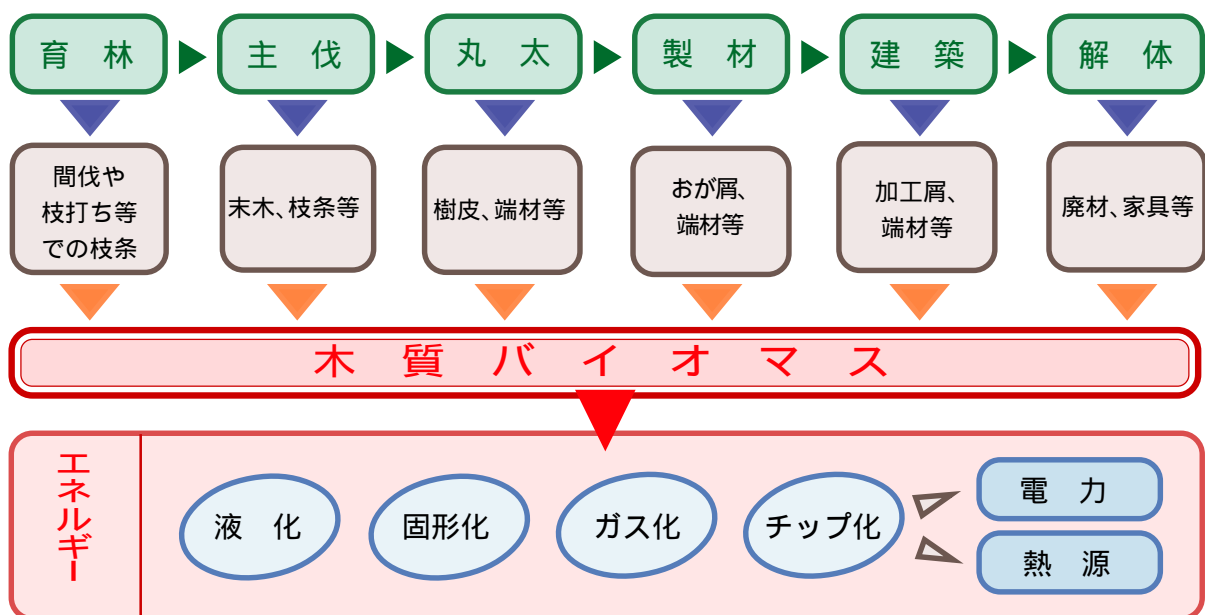 育林
主伐
丸太
製材
建築
解体
間伐や
枝打ち等
での枝条
末木、枝条等
樹皮、端材等
おが屑、
端材等
加工屑、
端材等
廃材、家具等
木質バイオマス
エネルギー
液化
固形化
ガス化
チップ化
電力
熱源